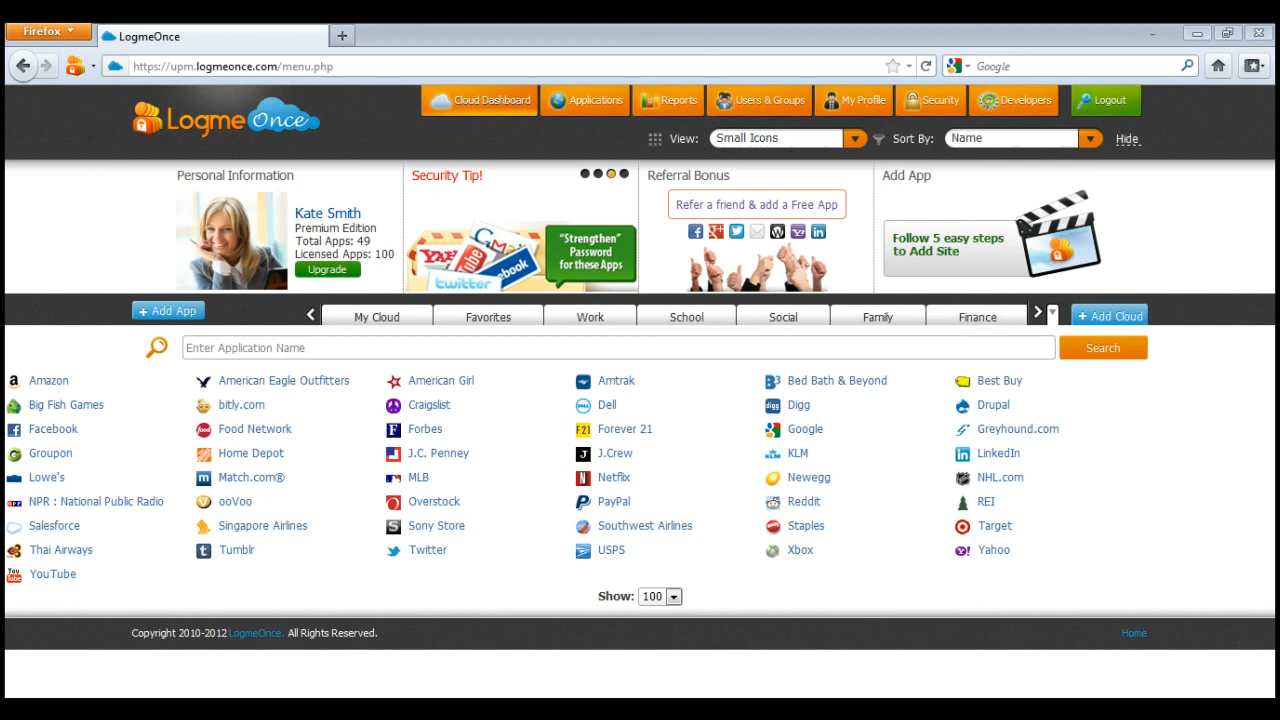 Firefox
LogmeOnce
https://upm.logmeonce.com/menu.php
Google
LogmeOnce
Cloud Dashboard
Applications
Reports
Users & Groups
My Profile
Security
Developers
Logout
View:
Small Icons
Sort By:
Name
Hide
Personal Information
Kate Smith
Premium Edition
Total Apps: 49
Licensed Apps: 100
Upgrade
Security Tip!
"Strengthen"
Password
for these Apps
Referral Bonus
Refer a friend & add a Free App
Add App
Follow 5 easy steps
to Add Site
+ Add App
My Cloud
Favorites
Work
School
Social
Family
Finance
+ Add Cloud
Enter Application Name
Search
Amazon
American Eagle Outfitters
American Girl
Amtrak
Bed Bath & Beyond
Best Buy
Big Fish Games
bitly.com
Craigslist
Dell
Digg
Drupal
Facebook
Food Network
Forbes
Forever 21
Google
Greyhound.com
Groupon
Home Depot
J.C. Penney
J.Crew
KLM
LinkedIn
Lowe's
Match.com®
MLB
Netflix
Newegg
NHL.com
NPR : National Public Radio
ooVoo
Overstock
PayPal
Reddit
REI
Salesforce
Singapore Airlines
Sony Store
Southwest Airlines
Staples
Target
Thai Airways
Tumblr
Twitter
USPS
Xbox
Yahoo
YouTube
Show:
100
Copyright 2010-2012 LogmeOnce. All Rights Reserved.
Home